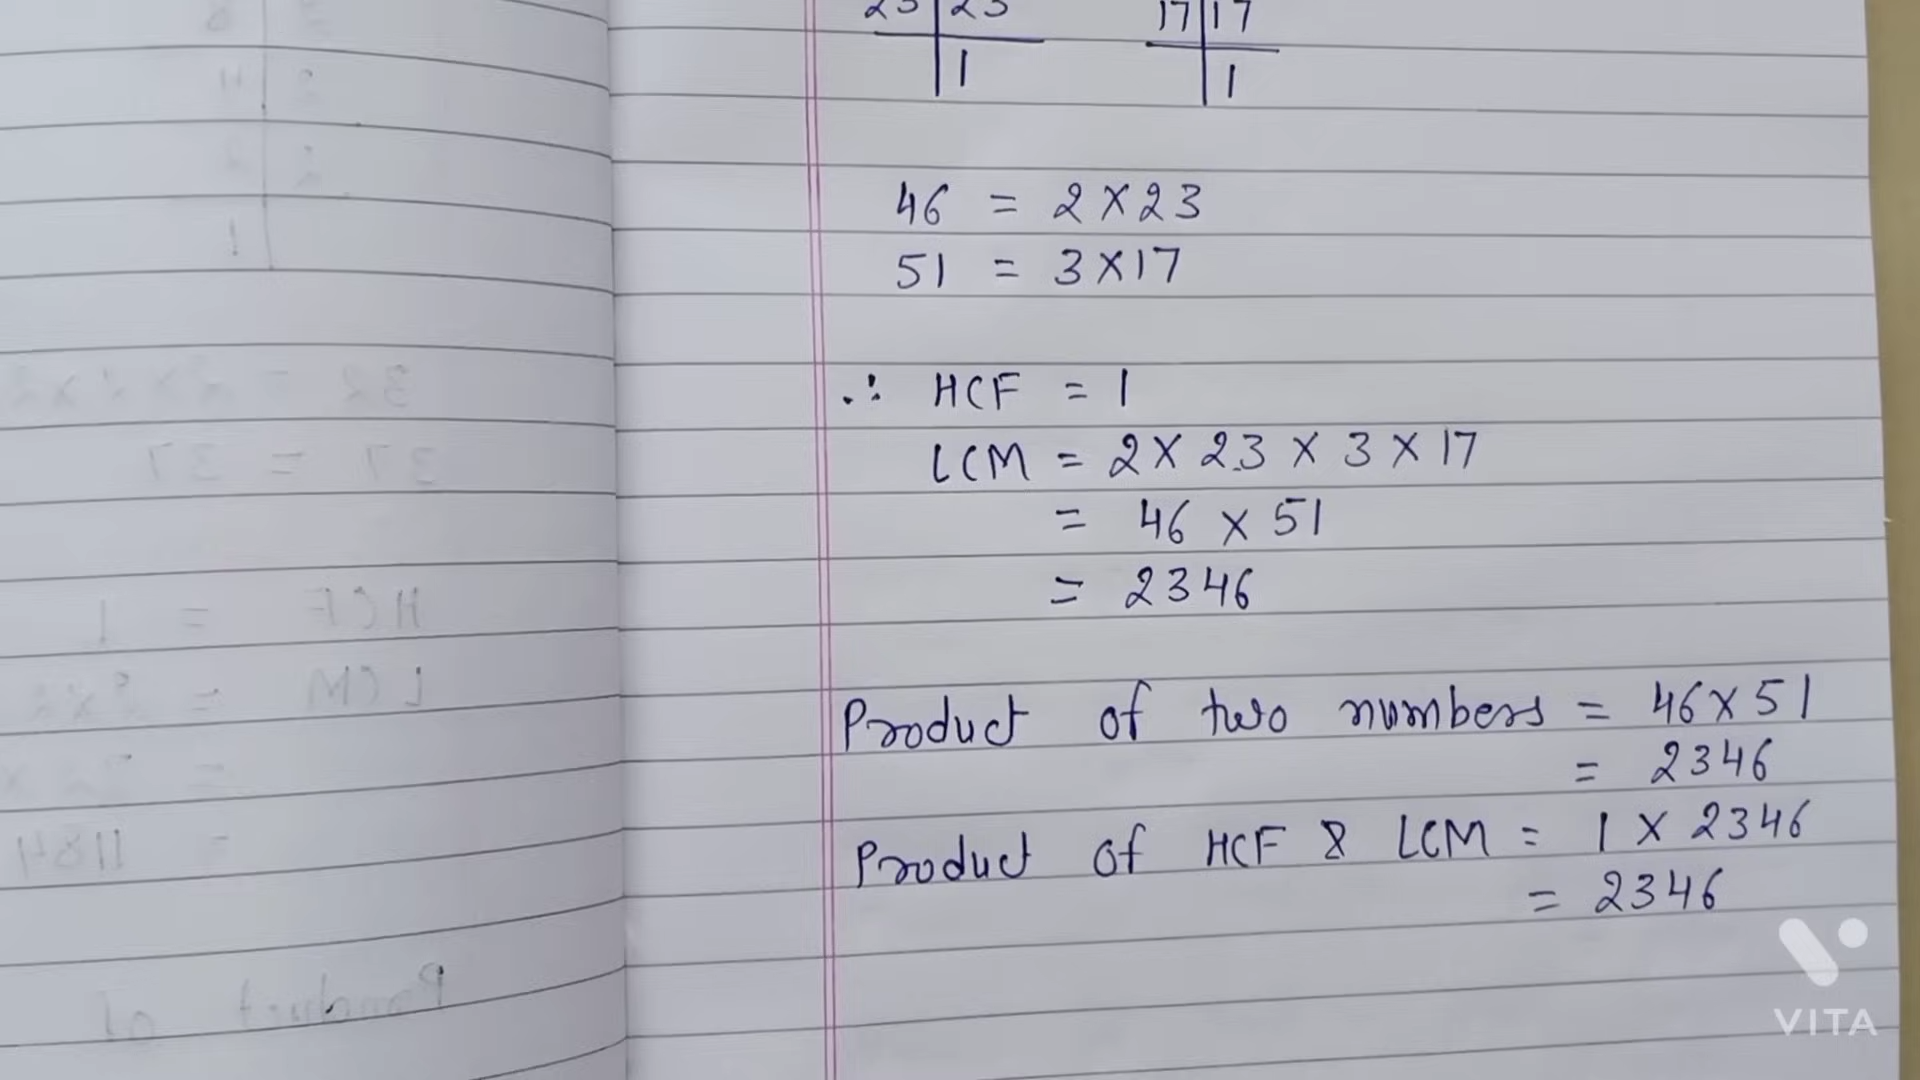 23 | 23
1
17 | 17
1
46 = 2 × 23
51 = 3 × 17
∴ HCF = 1
LCM = 2 × 23 × 3 × 17
= 46 × 51
= 2346
Product of two numbers = 46 × 51
= 2346
Product of HCF & LCM = 1 × 2346
= 2346
VITA